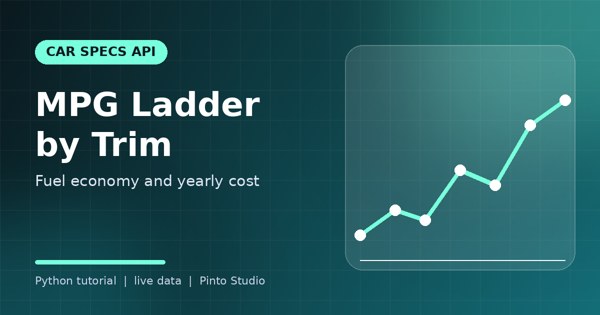 CAR SPECS API
MPG Ladder
by Trim
Fuel economy and yearly cost
Python tutorial | live data | Pinto Studio